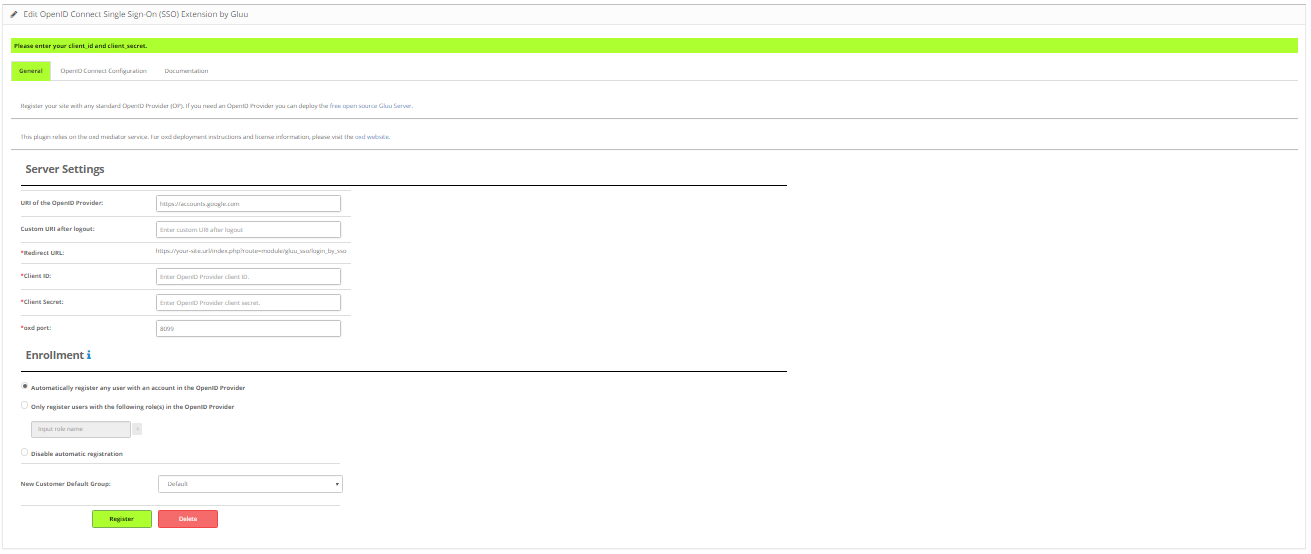 Edit OpenID Connect Single Sign-On (SSO) Extension by Gluu
Please enter your client_id and client_secret.
General OpenID Connect Configuration Documentation
Register your site with any standard OpenID Provider (OP). If you need an OpenID Provider you can deploy the free open source Gluu Server.
This plugin relies on the oxd mediator service. For oxd deployment instructions and license information, please visit the oxd website.
Server Settings
URI of the OpenID Provider: https://accounts.google.com
Custom URI after logout: Enter custom URI after logout
*Redirect URL: https://your-site.url/index.php?route=module/gluu_sso/login_by_sso
*Client ID: Enter OpenID Provider client ID.
*Client Secret: Enter OpenID Provider client secret.
*oxd port: 8099
Enrollment i
Automatically register any user with an account in the OpenID Provider
Only register users with the following role(s) in the OpenID Provider
Input role name +
Disable automatic registration
New Customer Default Group: Default
Register Delete